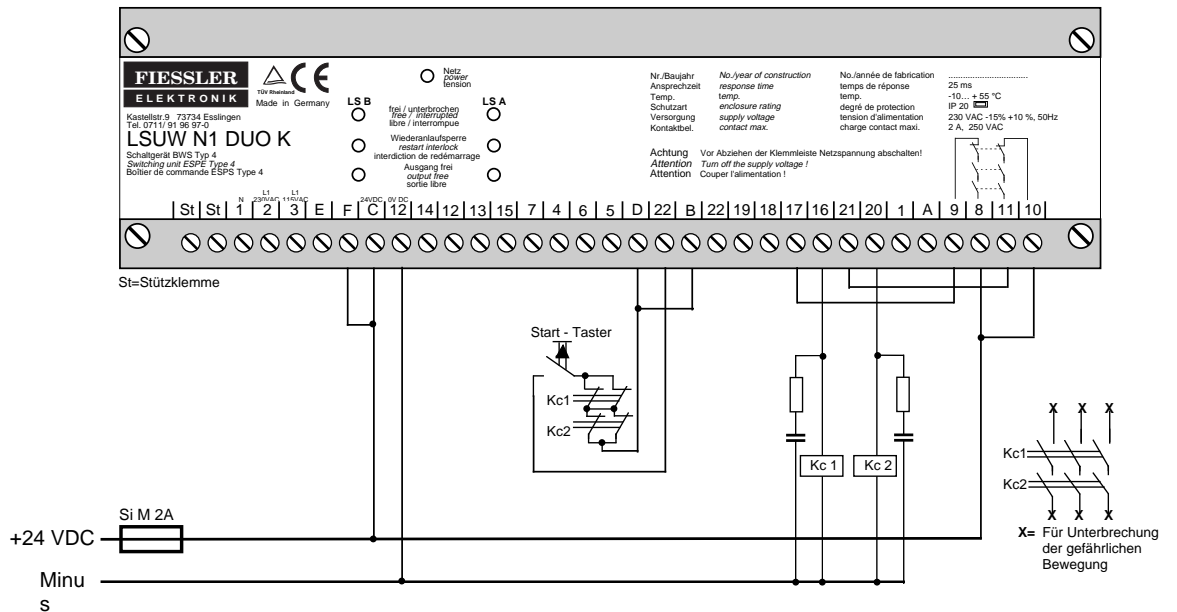 FIESSLER
ELEKTRONIK
TÜV Rheinland
Made in Germany
Kastellstr.9 73734 Esslingen
Tel. 0711/ 91 96 97-0
LSUW N1 DUO K
Schaltgerät BWS Typ 4
Switching unit ESPE Type 4
Boîtier de commande ESPS Type 4
Netz
power
tension
LS B
LS A
frei / unterbrochen
free / interrupted
libre / interrompue
Wiederanlaufsperre
restart interlock
interdiction de redémarrage
Ausgang frei
output free
sortie libre
Nr./Baujahr No./year of construction No./année de fabrication ................................
Ansprechzeit response time temps de réponse 25 ms
Temp. temp. temp. -10... + 55 °C
Schutzart enclosure rating degré de protection IP 20
Versorgung supply voltage tension d'alimentation 230 VAC -15% +10 %, 50Hz
Kontaktbel. contact max. charge contact maxi. 2 A, 250 VAC
Achtung Vor Abziehen der Klemmleiste Netzspannung abschalten!
Attention Turn off the supply voltage !
Attention Couper l'alimentation !
N L1 230VAC L1 115VAC 24VDC 0V DC
St St 1 2 3 E F C 12 14 12 13 15 7 4 6 5 D 22 B 22 19 18 17 16 21 20 1 A 9 8 11 10
St=Stützklemme
Start - Taster
Kc1
Kc2
Kc 1
Kc 2
X X X
Kc1
Kc2
X X X
X= Für Unterbrechung
der gefährlichen
Bewegung
Si M 2A
+24 VDC
Minu
s